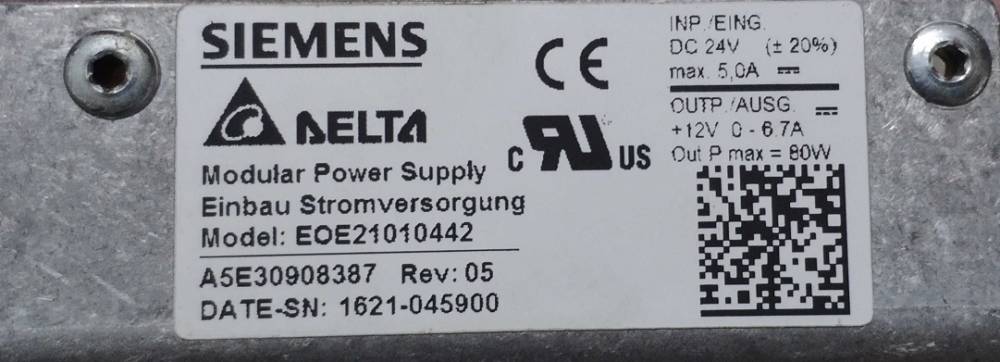 SIEMENS
DELTA
Modular Power Supply
Einbau Stromversorgung
Model: EOE21010442
A5E30908387 Rev: 05
DATE-SN: 1621-045900
CE
C UR US
INP./EING.
DC 24V (± 20%)
max. 5,0A
OUTP./AUSG.
+12V 0 - 6.7A
Out P max = 80W